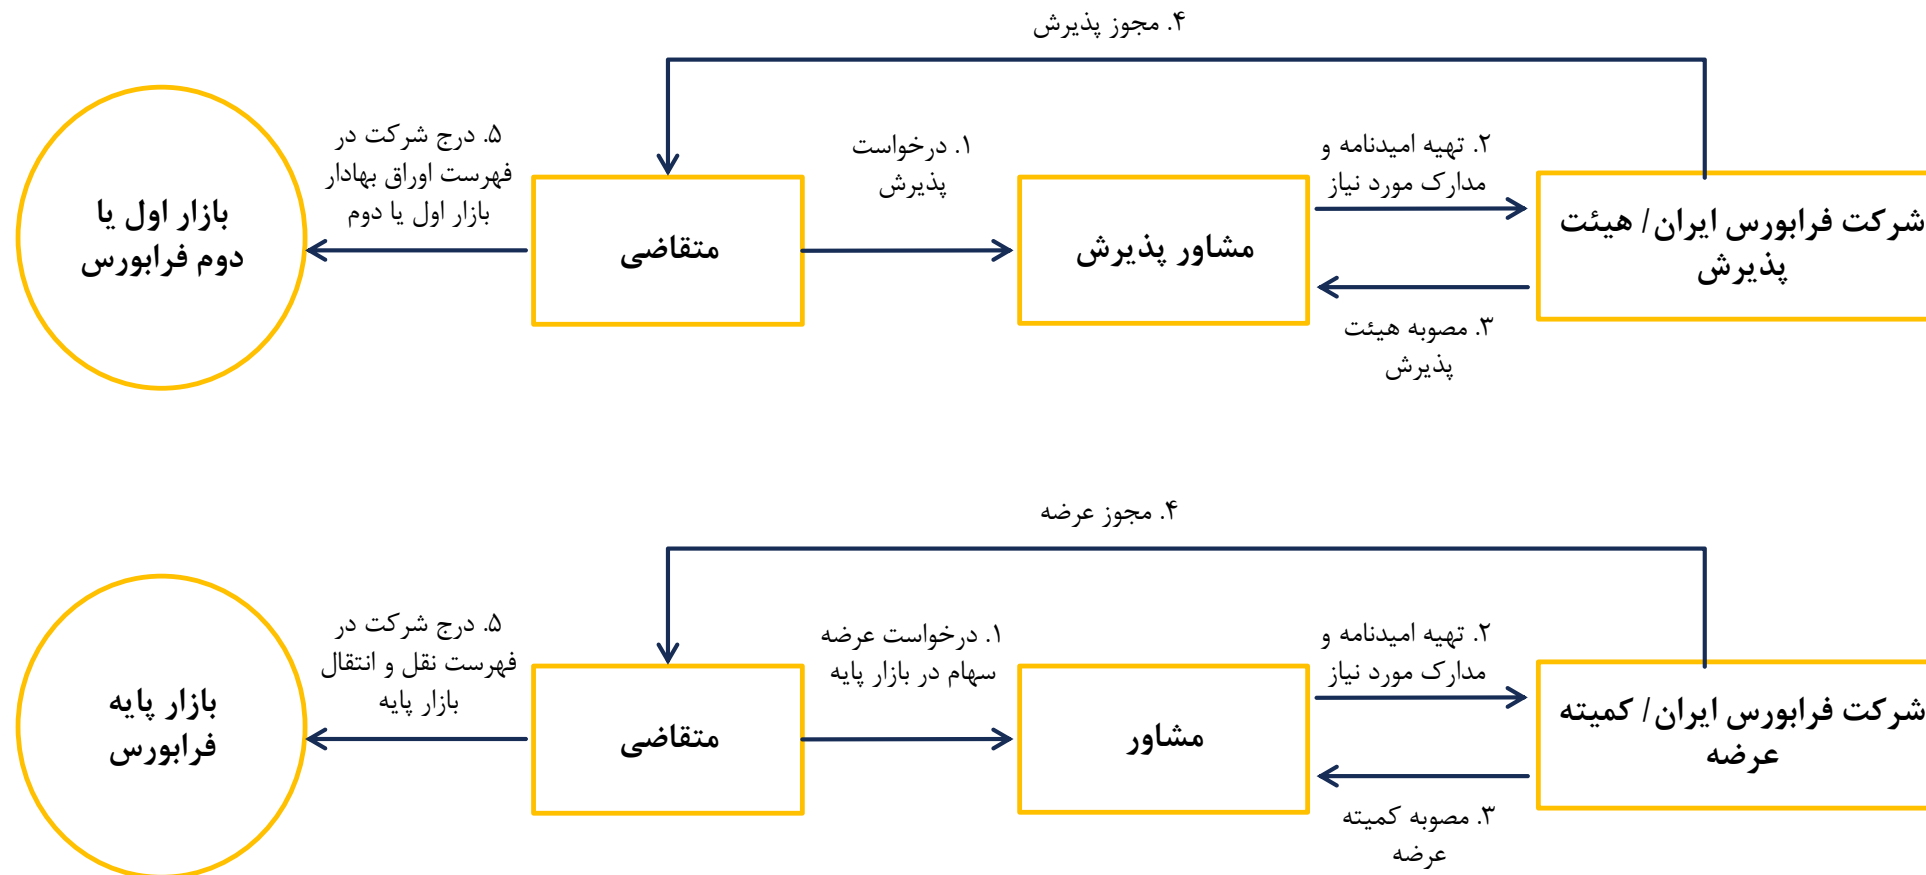 ۴. مجوز پذیرش
شرکت فرابورس ایران/ هیئت
پذیرش
۲. تهیه امیدنامه و
مدارک مورد نیاز
۳. مصوبه هیئت
پذیرش
مشاور پذیرش
۱. درخواست
پذیرش
متقاضی
۵. درج شرکت در
فهرست اوراق بهادار
بازار اول یا دوم
بازار اول یا
دوم فرابورس
۴. مجوز عرضه
شرکت فرابورس ایران/ کمیته
عرضه
۲. تهیه امیدنامه و
مدارک مورد نیاز
۳. مصوبه کمیته
عرضه
مشاور
۱. درخواست عرضه
سهام در بازار پایه
متقاضی
۵. درج شرکت در
فهرست نقل و انتقال
بازار پایه
بازار پایه
فرابورس